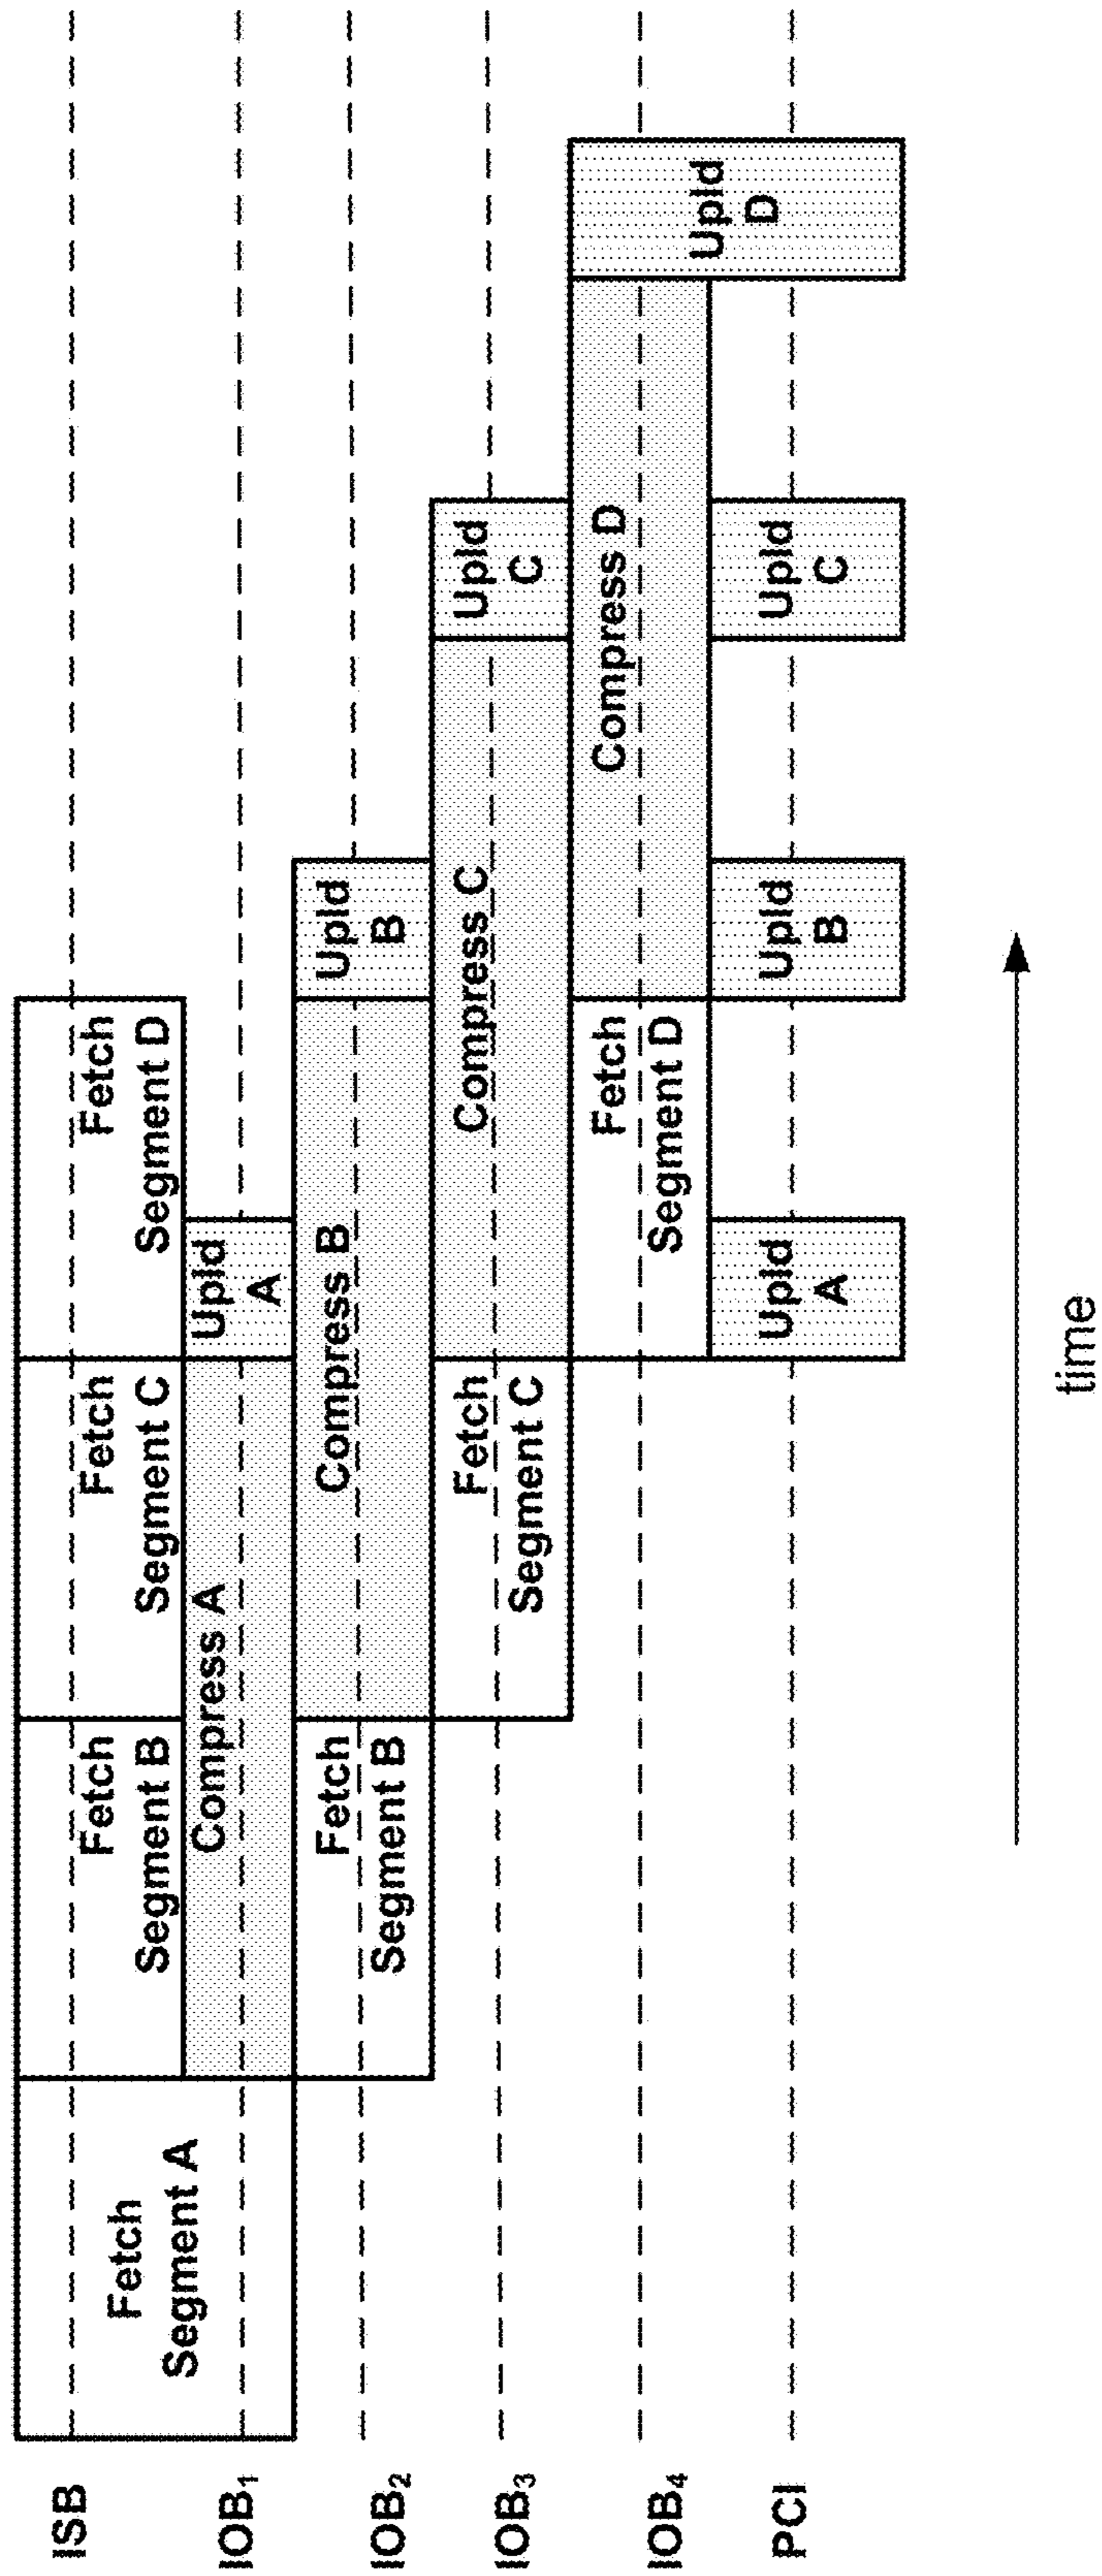 ISB
Fetch
Segment A
Fetch
Segment B
Fetch
Segment C
Fetch
Segment D
IOB₁
Compress A
Upld
A
IOB₂
Fetch
Segment B
Compress B
Upld
B
IOB₃
Fetch
Segment C
Compress C
Upld
C
IOB₄
Fetch
Segment D
Compress D
Upld
D
PCI
Upld
A
Upld
B
Upld
C
time